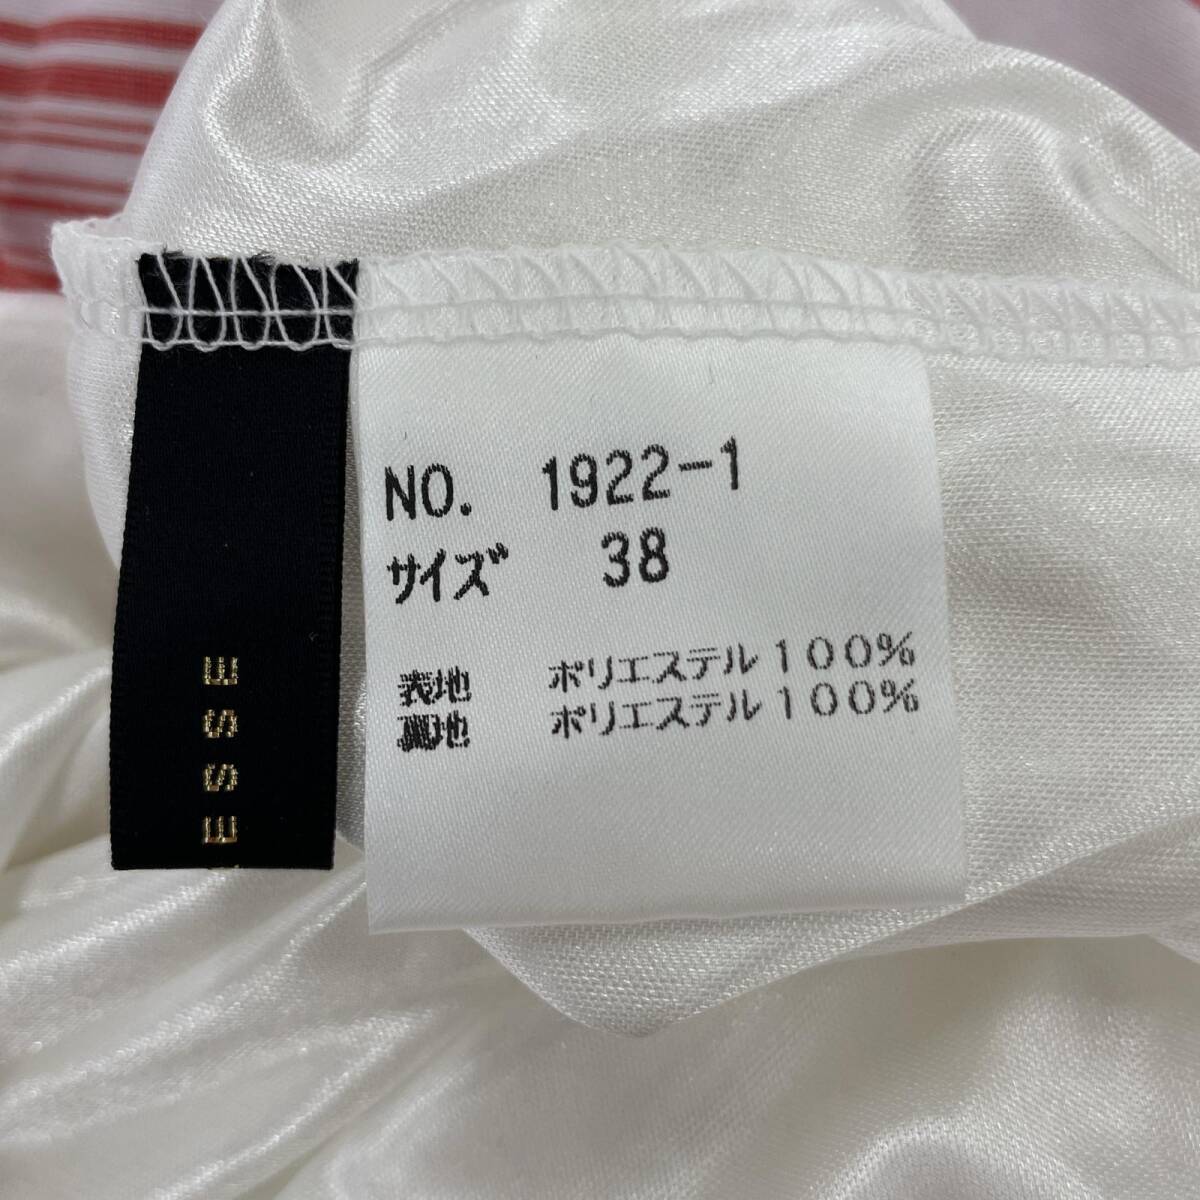 NO. 1922-1
サイズ 38
表地 ポリエステル100%
裏地 ポリエステル100%
ESSE